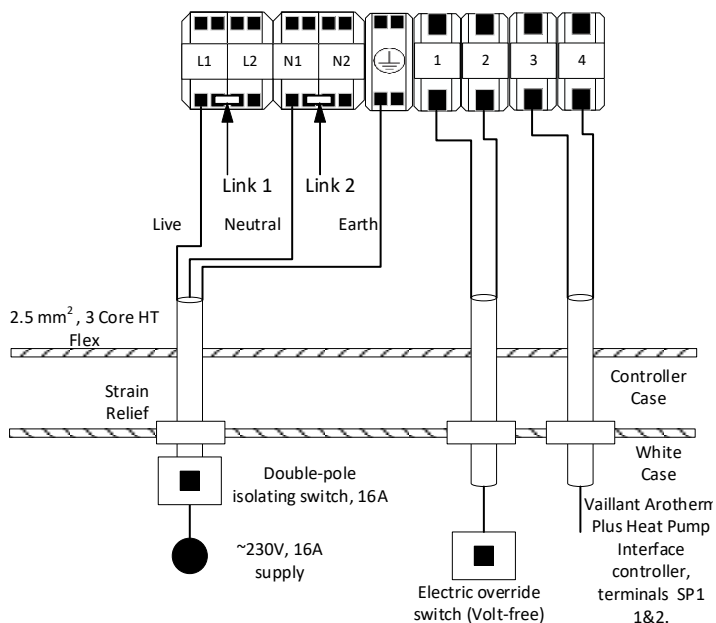 L1
L2
N1
N2
1
2
3
4
Link 1
Link 2
Live
Neutral
Earth
2.5 mm², 3 Core HT
Flex
Strain
Relief
Controller
Case
White
Case
Double-pole
isolating switch, 16A
~230V, 16A
supply
Electric override
switch (Volt-free)
Vaillant Arotherm
Plus Heat Pump
Interface
controller,
terminals SP1
1&2.